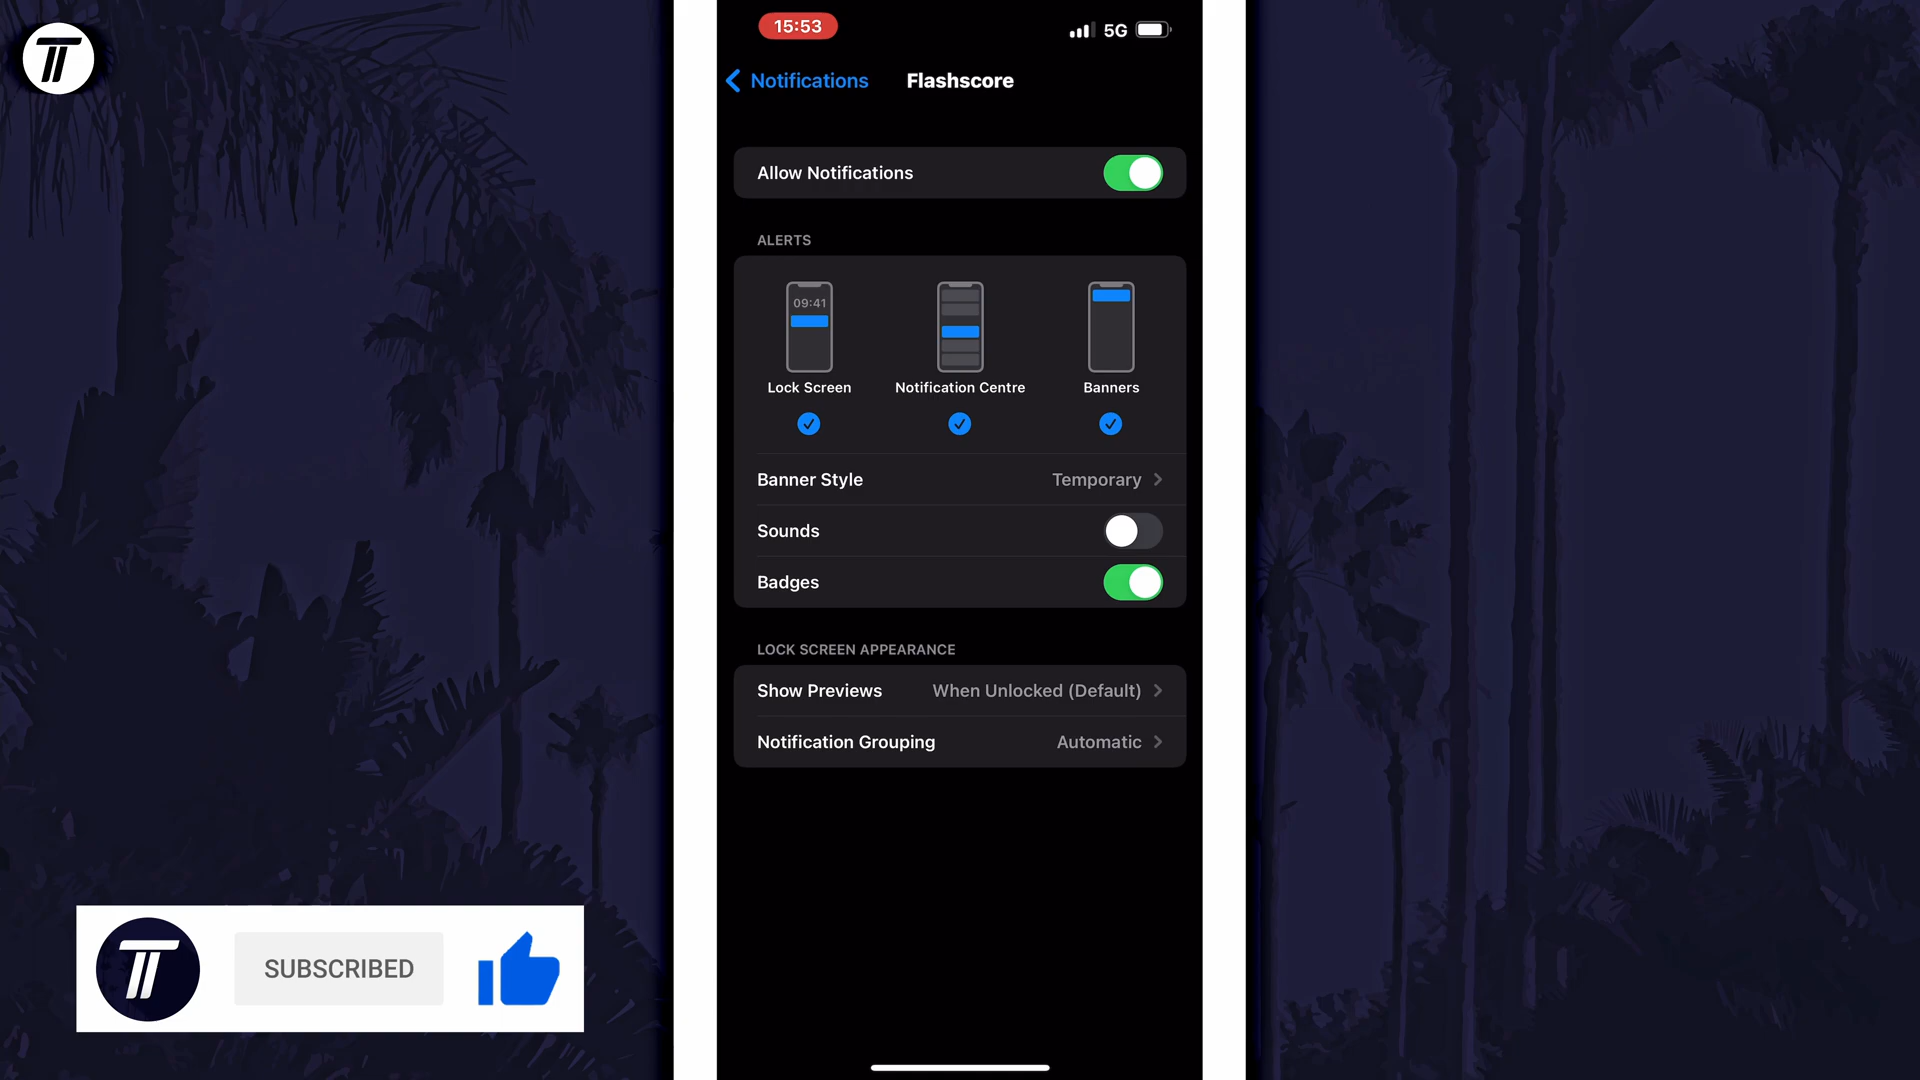 15:53
5G
Notifications
Flashscore
Allow Notifications
ALERTS
09:41
Lock Screen
Notification Centre
Banners
Banner Style
Temporary
Sounds
Badges
LOCK SCREEN APPEARANCE
Show Previews
When Unlocked (Default)
Notification Grouping
Automatic
SUBSCRIBED